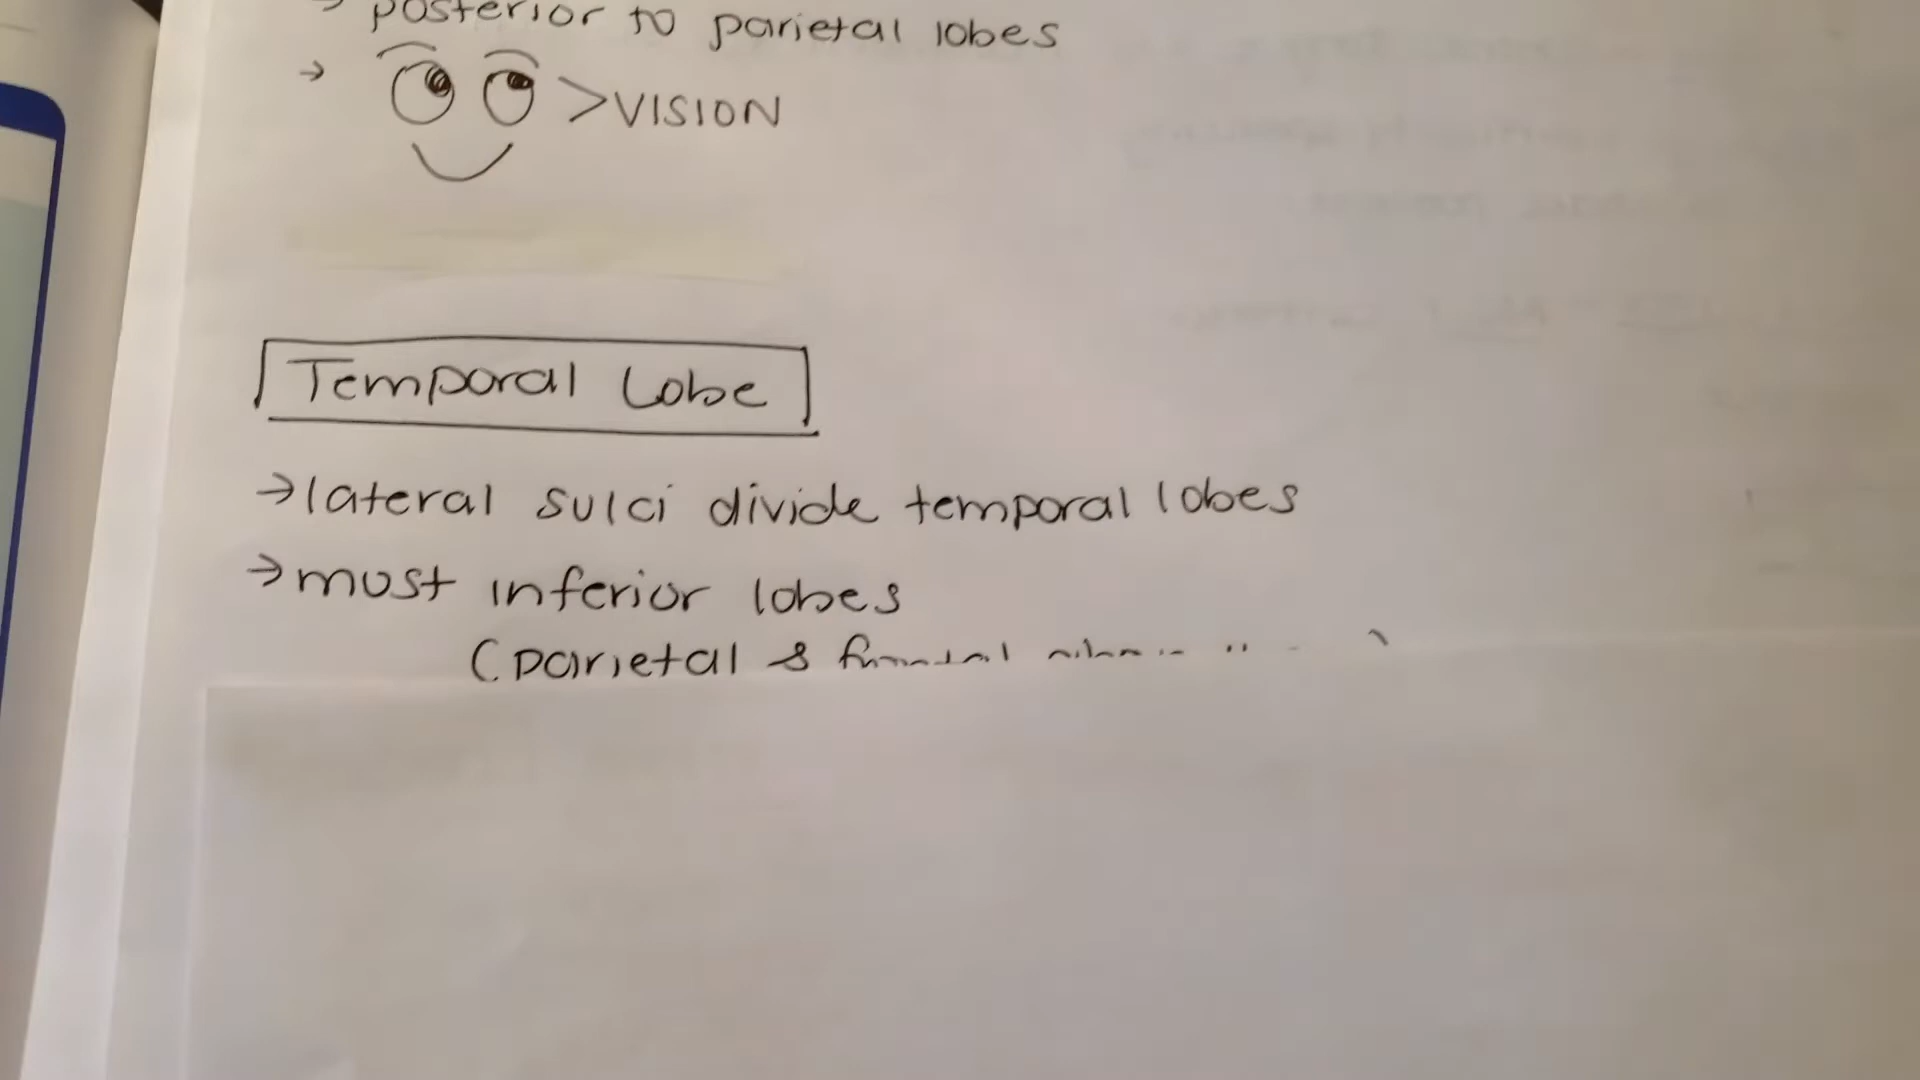 → posterior to parietal lobes
→ >VISION
Temporal Lobe
→ lateral sulci divide temporal lobes
→ most inferior lobes
(parietal &